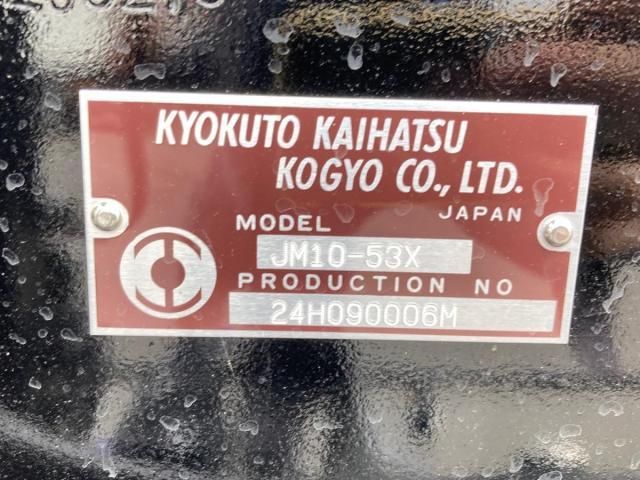 KYOKUTO KAIHATSU
KOGYO CO., LTD.
JAPAN
MODEL
JM10-53X
PRODUCTION NO
24H090006M